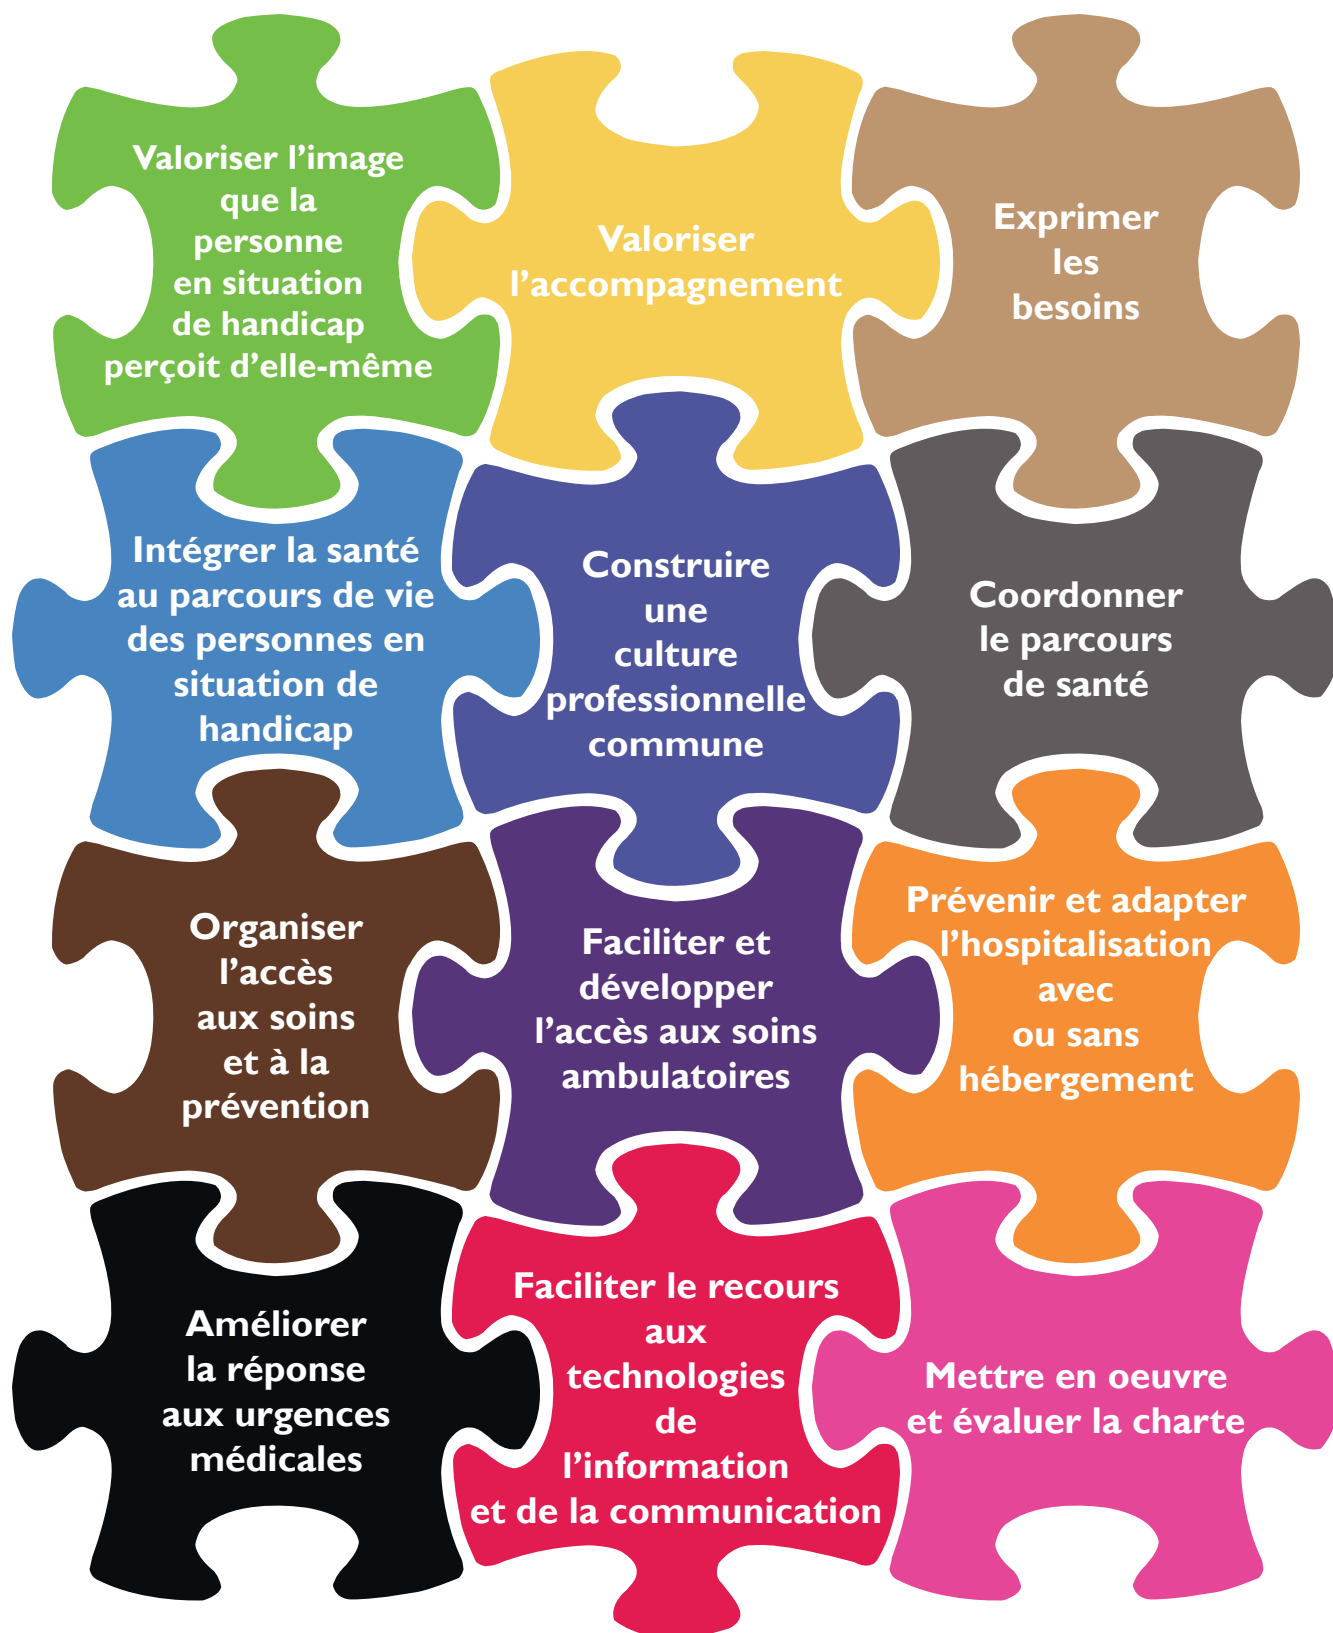 Valoriser l'image
que la
personne
en situation
de handicap
perçoit d'elle-même
Valoriser
l'accompagnement
Exprimer
les
besoins
Intégrer la santé
au parcours de vie
des personnes en
situation de
handicap
Construire
une
culture
professionnelle
commune
Coordonner
le parcours
de santé
Organiser
l'accès
aux soins
et à la
prévention
Faciliter et
développer
l'accès aux soins
ambulatoires
Prévenir et adapter
l'hospitalisation
avec
ou sans
hébergement
Améliorer
la réponse
aux urgences
médicales
Faciliter le recours
aux
technologies
de
l'information
et de la communication
Mettre en oeuvre
et évaluer la charte